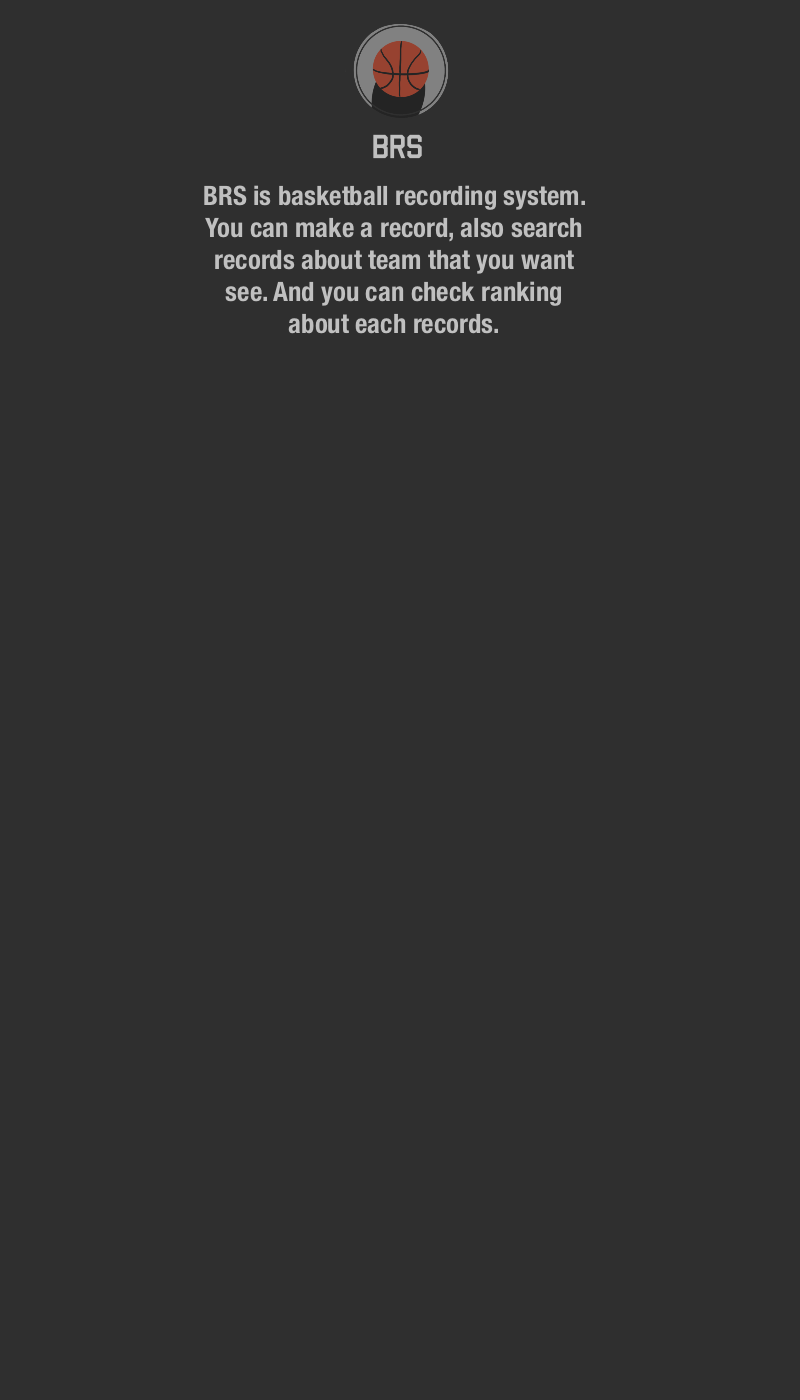 BRS
BRS is basketball recording system.
You can make a record, also search
records about team that you want
see. And you can check ranking
about each records.